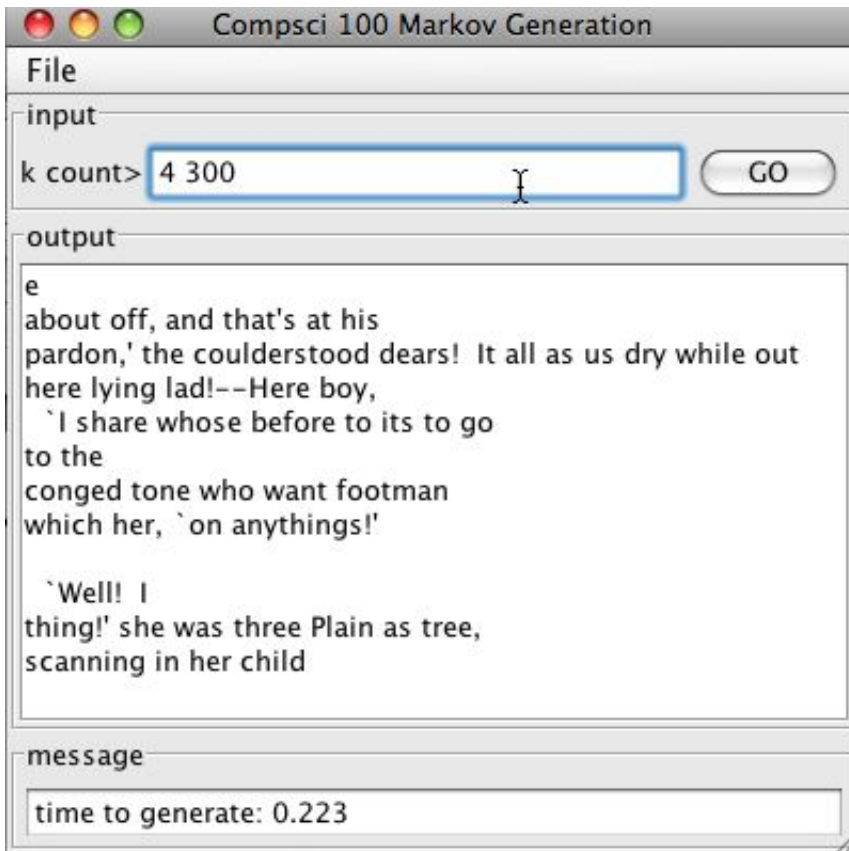 Compsci 100 Markov Generation
File
input
k count> 4 300 GO
output
e
about off, and that's at his
pardon,' the coulderstood dears!  It all as us dry while out
here lying lad!--Here boy,
  `I share whose before to its to go
to the
conged tone who want footman
which her, `on anythings!'

  `Well!  I
thing!' she was three Plain as tree,
scanning in her child
message
time to generate: 0.223